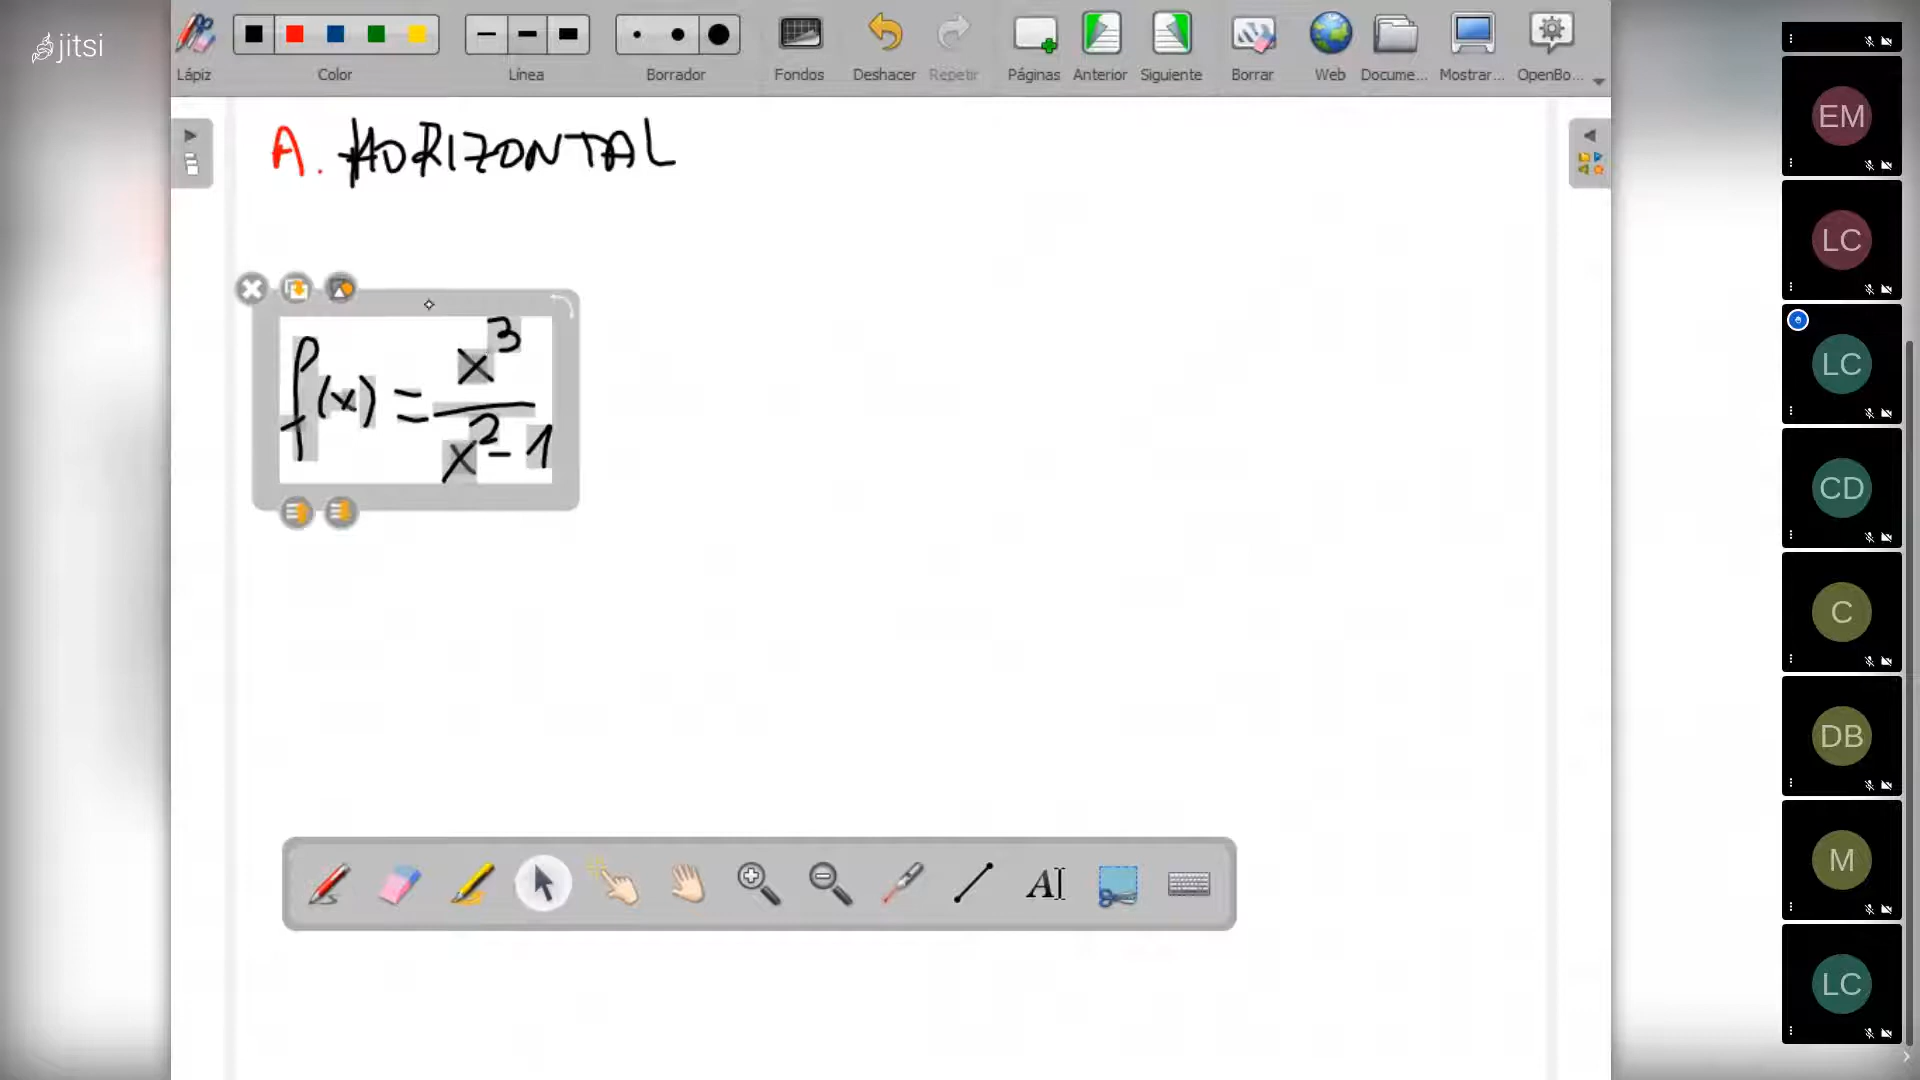 jitsi
Lápiz Color Línea Borrador Fondos Deshacer Repetir Páginas Anterior Siguiente Borrar Web Docume... Mostrar... OpenBo...
A. HORIZONTAL
f(x) = x³ / x² - 1
A
EM
LC
LC
CD
C
DB
M
LC